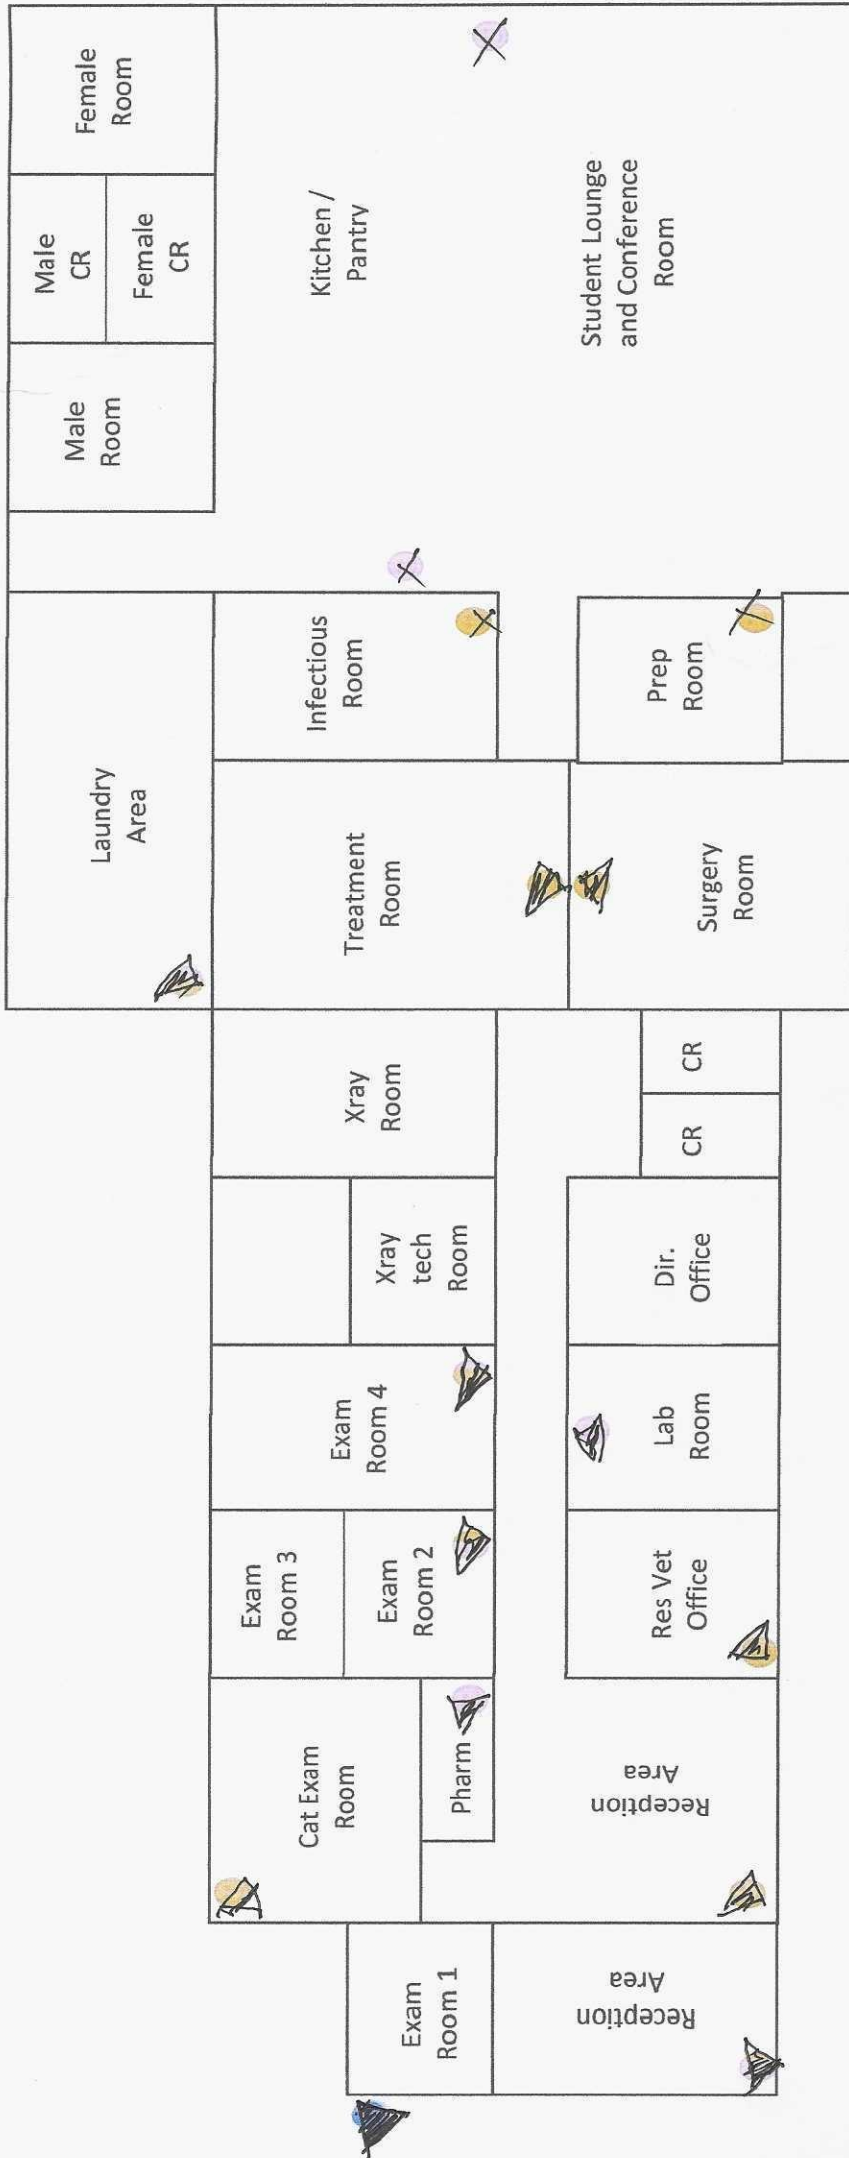 Female
Room
Male
CR
Female
CR
Male
Room
Kitchen /
Pantry
Student Lounge
and Conference
Room
Laundry
Area
Infectious
Room
Prep
Room
Treatment
Room
Surgery
Room
Xray
Room
CR
CR
Xray
tech
Room
Dir.
Office
Exam
Room 4
Lab
Room
Exam
Room 3
Exam
Room 2
Res Vet
Office
Cat Exam
Room
Pharm
Reception
Area
Exam
Room 1
Reception
Area